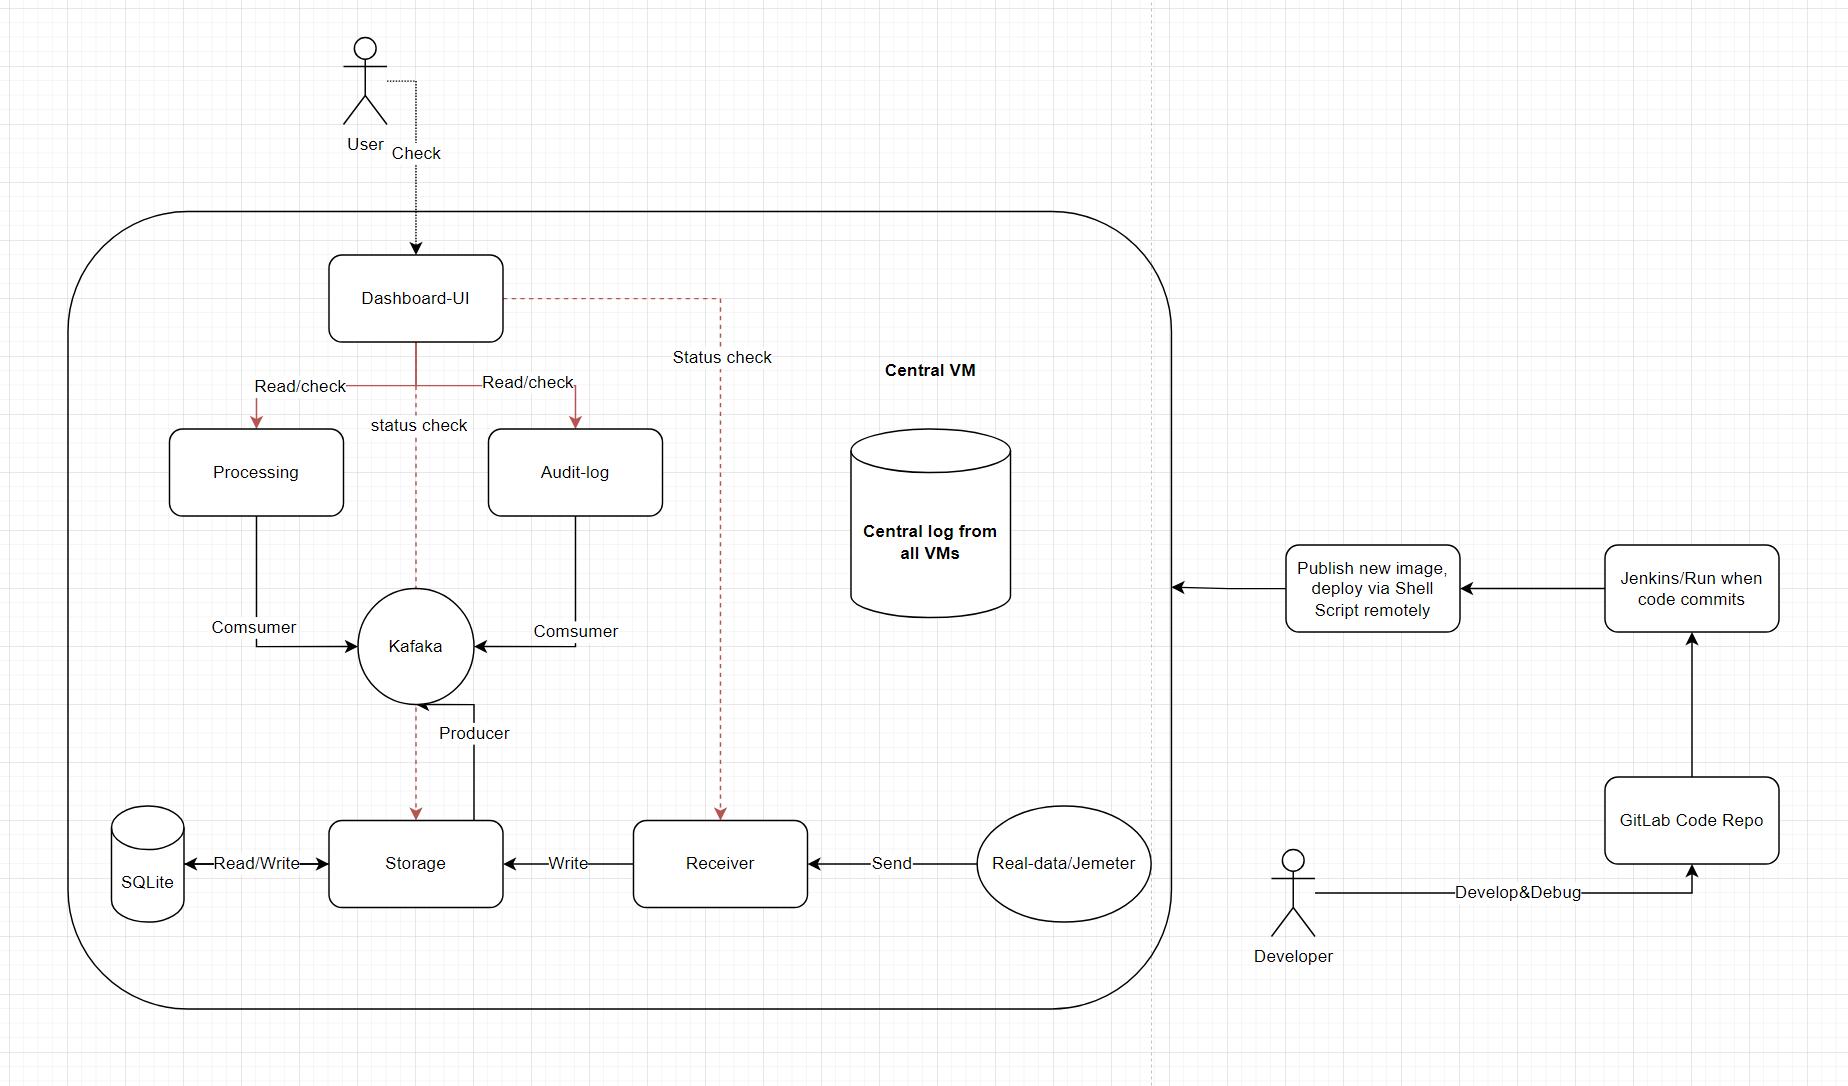 User
Check
Dashboard-UI
Status check
Central VM
Read/check
Read/check
status check
Processing
Audit-log
Central log from
all VMs
Publish new image,
deploy via Shell
Script remotely
Jenkins/Run when
code commits
Comsumer
Comsumer
Kafaka
Producer
GitLab Code Repo
SQLite
Read/Write
Storage
Write
Receiver
Send
Real-data/Jemeter
Develop&Debug
Developer